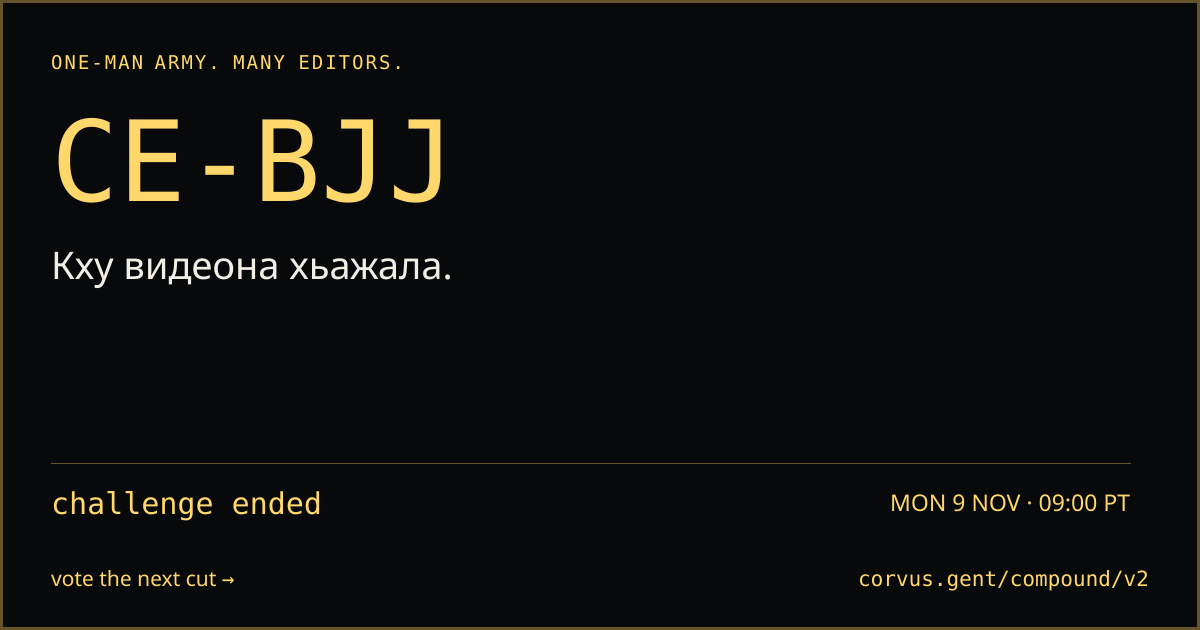 ONE-MAN ARMY. MANY EDITORS.
CE-BJJ
Кху видеона хьажала.
challenge ended
MON 9 NOV · 09:00 PT
vote the next cut →
corvus.gent/compound/v2